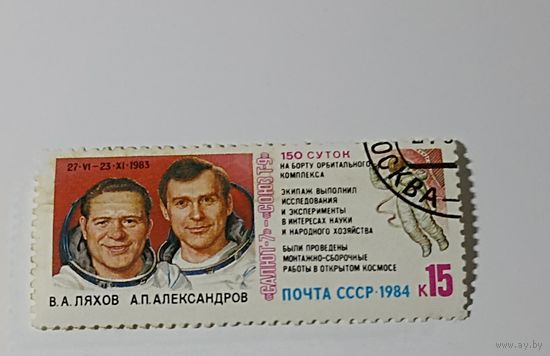 27·VI—23·XI·1983
В.А.ЛЯХОВ А.П.АЛЕКСАНДРОВ
«САЛЮТ-7»-«СОЮЗ Т-9»
150 СУТОК
НА БОРТУ ОРБИТАЛЬНОГО
КОМПЛЕКСА
ЭКИПАЖ ВЫПОЛНИЛ
ИССЛЕДОВАНИЯ
И ЭКСПЕРИМЕНТЫ
В ИНТЕРЕСАХ НАУКИ
И НАРОДНОГО ХОЗЯЙСТВА
БЫЛИ ПРОВЕДЕНЫ
МОНТАЖНО-СБОРОЧНЫЕ
РАБОТЫ В ОТКРЫТОМ КОСМОСЕ
ПОЧТА СССР·1984 К15
МОСКВА
www.ay.by